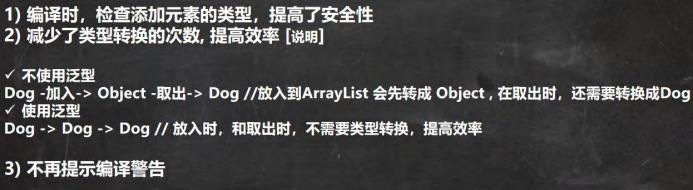 1) 编译时，检查添加元素的类型，提高了安全性
2) 减少了类型转换的次数, 提高效率 [说明]
✓ 不使用泛型
Dog -加入-> Object -取出-> Dog //放入到ArrayList 会先转成 Object , 在取出时，还需要转换成Dog
✓ 使用泛型
Dog -> Dog -> Dog // 放入时，和取出时，不需要类型转换，提高效率
3) 不再提示编译警告